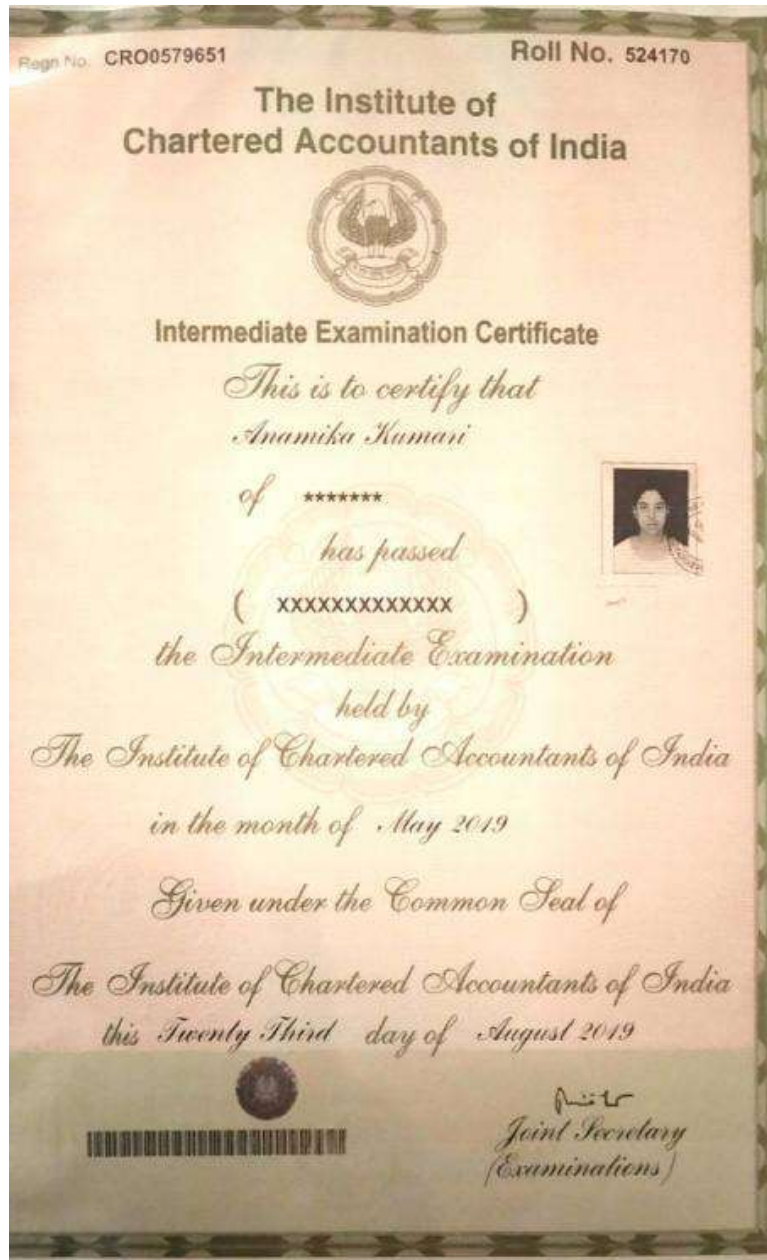 Regn No. CRO0579651
Roll No. 524170
The Institute of
Chartered Accountants of India
Intermediate Examination Certificate
This is to certify that
Anamika Kumari
of *******
has passed
( XXXXXXXXXXXXX )
the Intermediate Examination
held by
The Institute of Chartered Accountants of India
in the month of May 2019
Given under the Common Seal of
The Institute of Chartered Accountants of India
this Twenty Third day of August 2019
Joint Secretary
(Examinations)